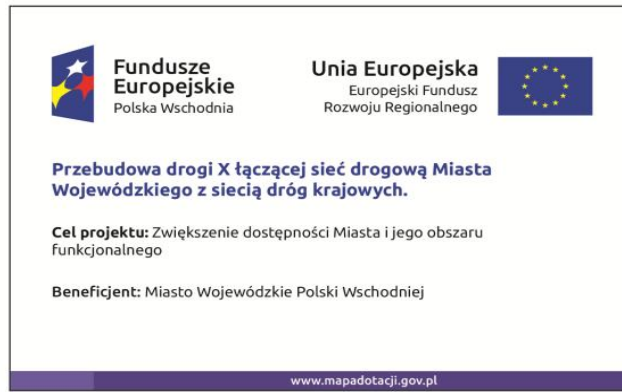 Fundusze
Europejskie
Polska Wschodnia
Unia Europejska
Europejski Fundusz
Rozwoju Regionalnego
Przebudowa drogi X łączącej sieć drogową Miasta
Wojewódzkiego z siecią dróg krajowych.
Cel projektu: Zwiększenie dostępności Miasta i jego obszaru
funkcjonalnego
Beneficjent: Miasto Wojewódzkie Polski Wschodniej
www.mapadotacji.gov.pl